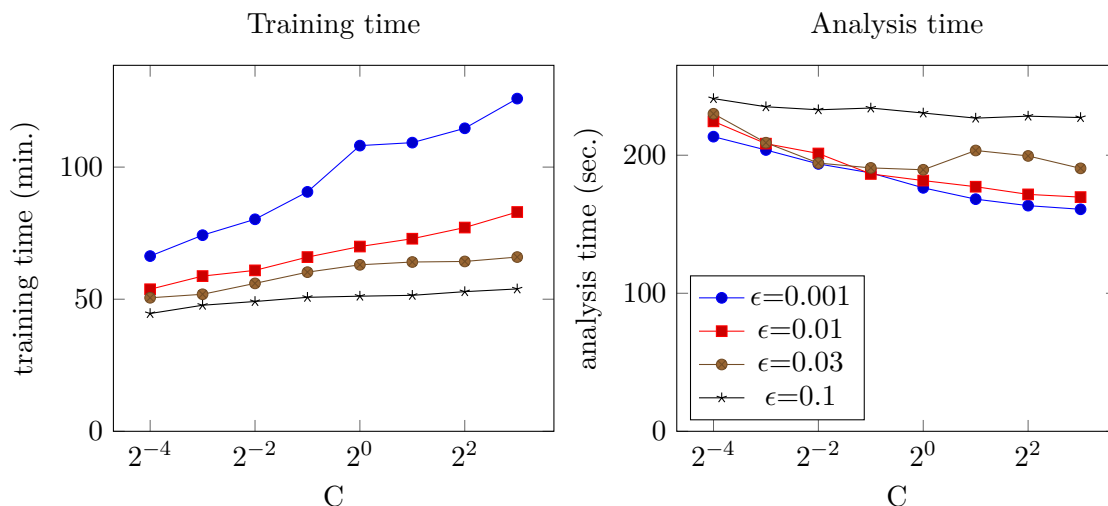 Training time
training time (min.)
100
50
0
2^{-4} 2^{-2} 2^{0} 2^{2}
C
Analysis time
analysis time (sec.)
200
100
0
ϵ=0.001
ϵ=0.01
ϵ=0.03
ϵ=0.1
2^{-4} 2^{-2} 2^{0} 2^{2}
C